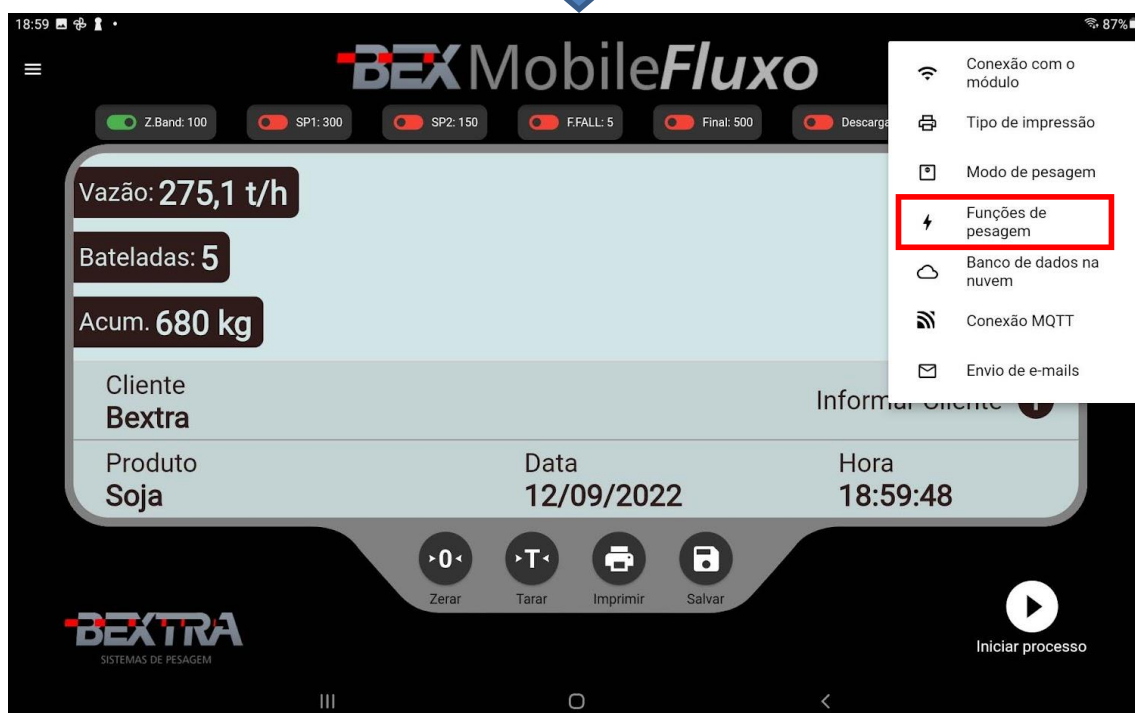 18:59
87%
BEX MobileFluxo
Z.Band: 100
SP1: 300
SP2: 150
F.FALL: 5
Final: 500
Descarga
Conexão com o
módulo
Tipo de impressão
Modo de pesagem
Funções de
pesagem
Banco de dados na
nuvem
Conexão MQTT
Envio de e-mails
Vazão: 275,1 t/h
Bateladas: 5
Acum. 680 kg
Cliente
Bextra
Informar Cliente
Produto
Soja
Data
12/09/2022
Hora
18:59:48
0
T
Zerar
Tarar
Imprimir
Salvar
BEXTRA
SISTEMAS DE PESAGEM
Iniciar processo